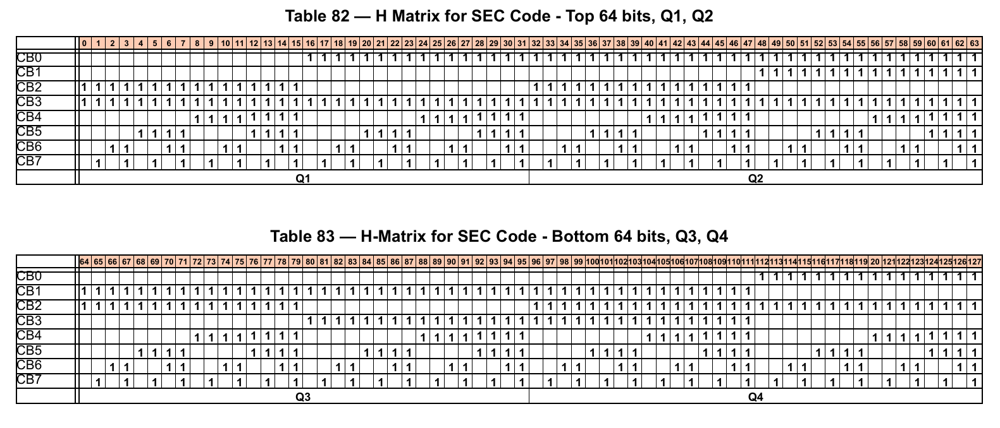 Table 82 — H Matrix for SEC Code - Top 64 bits, Q1, Q2
0 1 2 3 4 5 6 7 8 9 10 11 12 13 14 15 16 17 18 19 20 21 22 23 24 25 26 27 28 29 30 31 32 33 34 35 36 37 38 39 40 41 42 43 44 45 46 47 48 49 50 51 52 53 54 55 56 57 58 59 60 61 62 63
CB0 1 1 1 1 1 1 1 1 1 1 1 1 1 1 1 1 1 1 1 1 1 1 1 1 1 1 1 1 1 1 1 1 1 1 1 1 1 1 1 1 1 1 1 1 1 1 1 1
CB1 1 1 1 1 1 1 1 1 1 1 1 1 1 1 1 1
CB2 1 1 1 1 1 1 1 1 1 1 1 1 1 1 1 1 1 1 1 1 1 1 1 1 1 1 1 1 1 1 1 1
CB3 1 1 1 1 1 1 1 1 1 1 1 1 1 1 1 1 1 1 1 1 1 1 1 1 1 1 1 1 1 1 1 1 1 1 1 1 1 1 1 1 1 1 1 1 1 1 1 1 1 1 1 1 1 1 1 1 1 1 1 1 1 1 1 1
CB4 1 1 1 1 1 1 1 1 1 1 1 1 1 1 1 1 1 1 1 1 1 1 1 1 1 1 1 1 1 1 1 1
CB5 1 1 1 1 1 1 1 1 1 1 1 1 1 1 1 1 1 1 1 1 1 1 1 1 1 1 1 1 1 1 1 1
CB6 1 1 1 1 1 1 1 1 1 1 1 1 1 1 1 1 1 1 1 1 1 1 1 1 1 1 1 1 1 1 1 1
CB7 1 1 1 1 1 1 1 1 1 1 1 1 1 1 1 1 1 1 1 1 1 1 1 1 1 1 1 1 1 1 1 1
Q1 Q2
Table 83 — H-Matrix for SEC Code - Bottom 64 bits, Q3, Q4
64 65 66 67 68 69 70 71 72 73 74 75 76 77 78 79 80 81 82 83 84 85 86 87 88 89 90 91 92 93 94 95 96 97 98 99 100 101 102 103 104 105 106 107 108 109 110 111 112 113 114 115 116 117 118 119 20 121 122 123 124 125 126 127
CB0 1 1 1 1 1 1 1 1 1 1 1 1 1 1 1 1
CB1 1 1 1 1 1 1 1 1 1 1 1 1 1 1 1 1 1 1 1 1 1 1 1 1 1 1 1 1 1 1 1 1 1 1 1 1 1 1 1 1 1 1 1 1 1 1 1 1
CB2 1 1 1 1 1 1 1 1 1 1 1 1 1 1 1 1 1 1 1 1 1 1 1 1 1 1 1 1 1 1 1 1 1 1 1 1 1 1 1 1 1 1 1 1 1 1 1 1
CB3 1 1 1 1 1 1 1 1 1 1 1 1 1 1 1 1 1 1 1 1 1 1 1 1 1 1 1 1 1 1 1 1
CB4 1 1 1 1 1 1 1 1 1 1 1 1 1 1 1 1 1 1 1 1 1 1 1 1 1 1 1 1 1 1 1 1
CB5 1 1 1 1 1 1 1 1 1 1 1 1 1 1 1 1 1 1 1 1 1 1 1 1 1 1 1 1 1 1 1 1
CB6 1 1 1 1 1 1 1 1 1 1 1 1 1 1 1 1 1 1 1 1 1 1 1 1 1 1 1 1 1 1 1 1
CB7 1 1 1 1 1 1 1 1 1 1 1 1 1 1 1 1 1 1 1 1 1 1 1 1 1 1 1 1 1 1 1 1
Q3 Q4